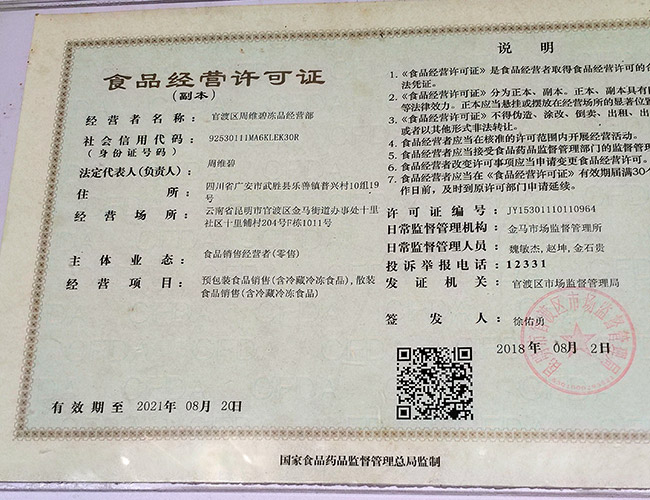 食品经营许可证
(副本)
经营者名称: 官渡区周维碧冻品经营部
社会信用代码: 92530111MA6KLEK30R
(身份证号码)
法定代表人(负责人): 周维碧
住所: 四川省广安市武胜县乐善镇普兴村10组19
号
经营场所: 云南省昆明市官渡区金马街道办事处十里
社区十里铺村204号F栋1011号
主体业态: 食品销售经营者(零售)
经营项目: 预包装食品销售(含冷藏冷冻食品),散装
食品销售(含冷藏冷冻食品)
有效期至 2021年 08月 20日
说明
1.《食品经营许可证》是食品经营者取得食品经营许可的合
法凭证。
2.《食品经营许可证》分为正本、副本。正本、副本具有同
等法律效力。正本应当悬挂或摆放在经营场所的显著位置
3.《食品经营许可证》不得伪造、涂改、倒卖、出租、出
或者以其他形式非法转让。
4.食品经营者应当在核准的许可范围内开展经营活动。
5.食品经营者应当接受食品药品监督管理部门的监督管理
6.食品经营者改变许可事项应当申请变更食品经营许可。
7.食品经营者应当在《食品经营许可证》有效期届满30个
作日前,及时到原许可部门申请延续。
许可证编号: JY15301110110964
日常监督管理机构: 金马市场监督管理所
日常监督管理人员: 魏敏杰,赵坤,金石贵
投诉举报电话: 12331
发证机关: 官渡区市场监督管理局
签发人: 徐佑勇
2018年 08月 2日
国家食品药品监督管理总局监制